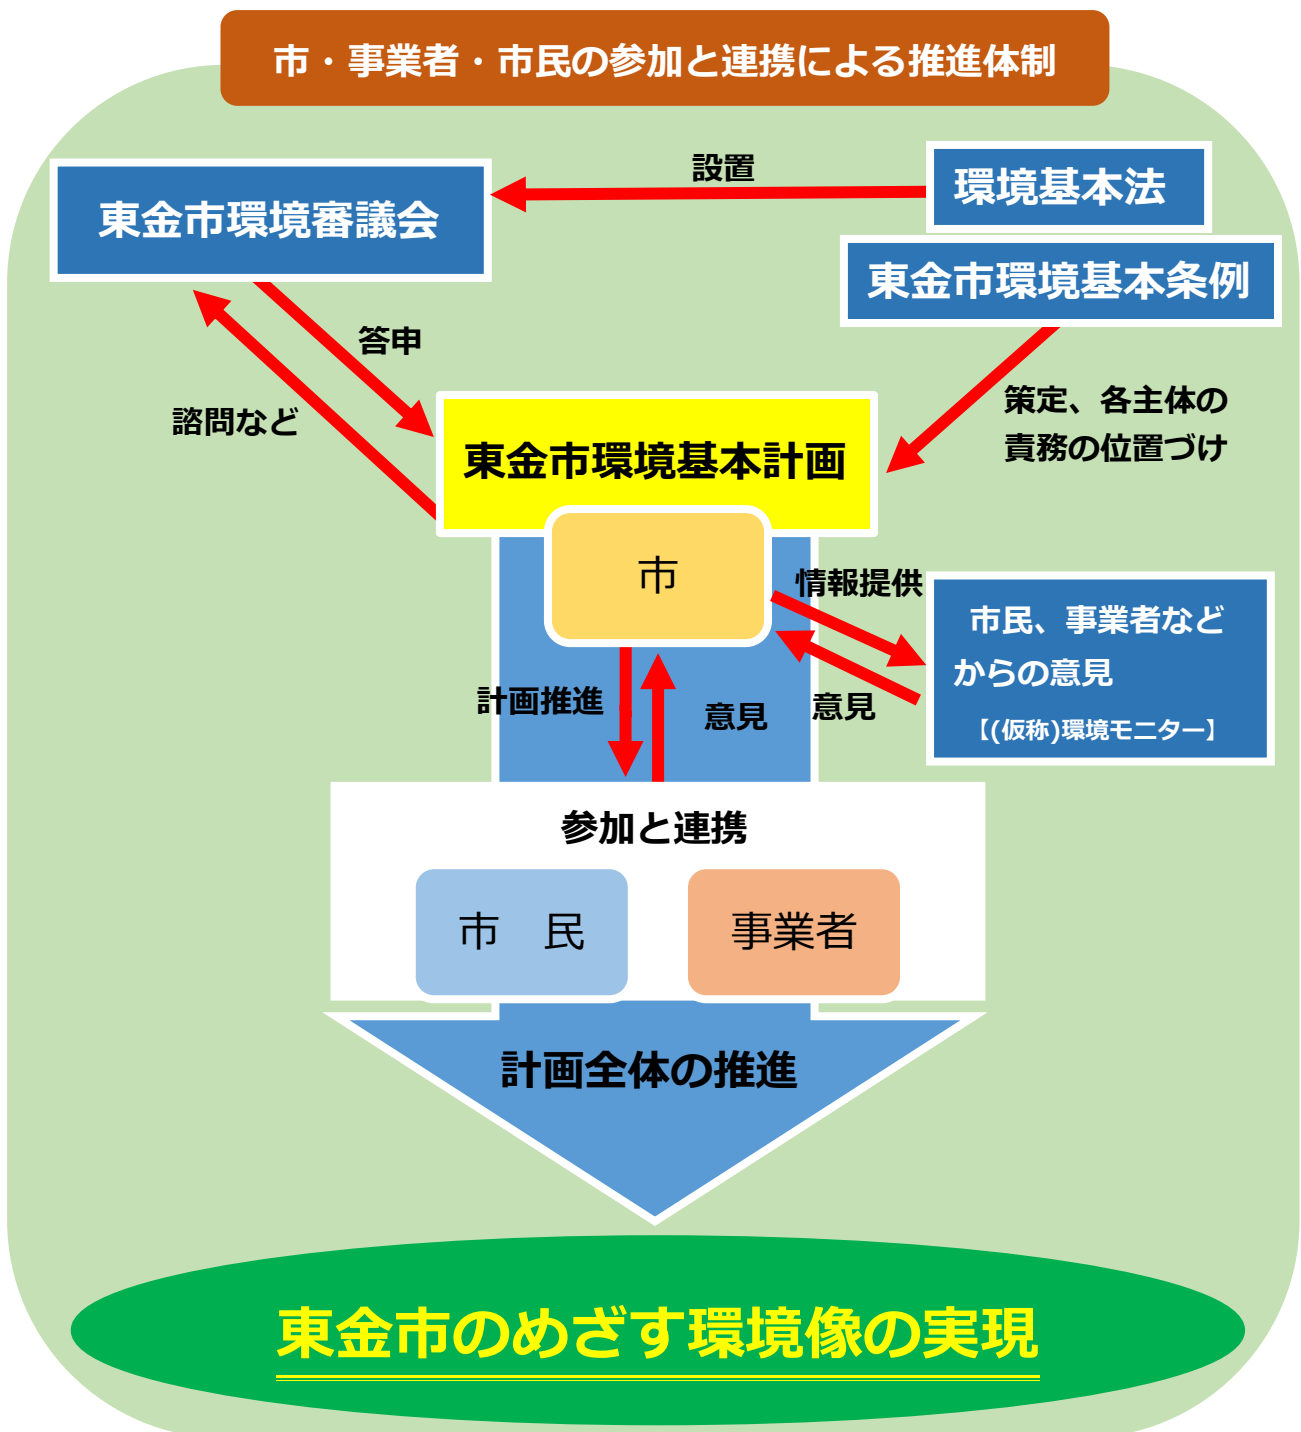 市・事業者・市民の参加と連携による推進体制
設置
環境基本法
東金市環境審議会
東金市環境基本条例
答申
諮問など
策定、各主体の
責務の位置づけ
東金市環境基本計画
市
情報提供
市民、事業者など
からの意見
【(仮称)環境モニター】
計画推進
意見
意見
参加と連携
市　民
事業者
計画全体の推進
東金市のめざす環境像の実現